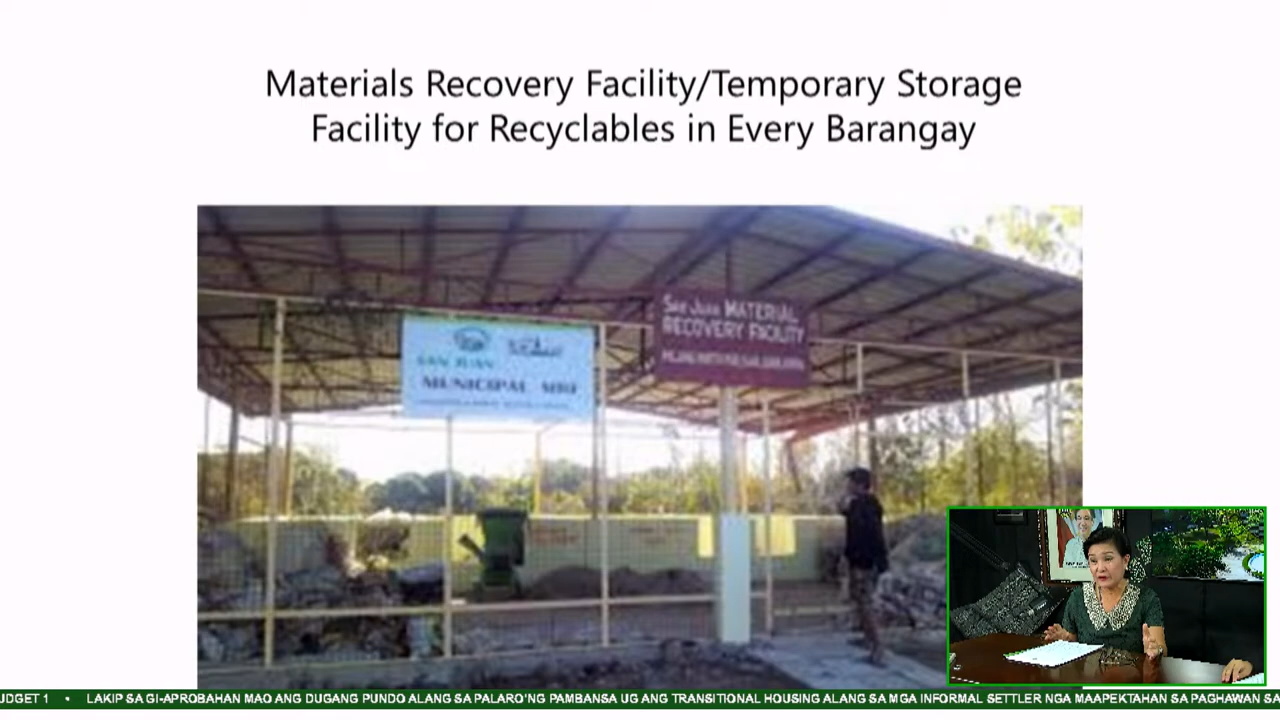 Materials Recovery Facility/Temporary Storage
Facility for Recyclables in Every Barangay
SAN JUAN
MUNICIPAL MRF
San Juan MATERIAL
RECOVERY FACILITY
UDGET 1 • LAKIP SA GI-APROBAHAN MAO ANG DUGANG PUNDO ALANG SA PALARO'NG PAMBANSA UG ANG TRANSITIONAL HOUSING ALANG SA MGA INFORMAL SETTLER NGA MAAPEKTAHAN SA PAGHAWAN SA